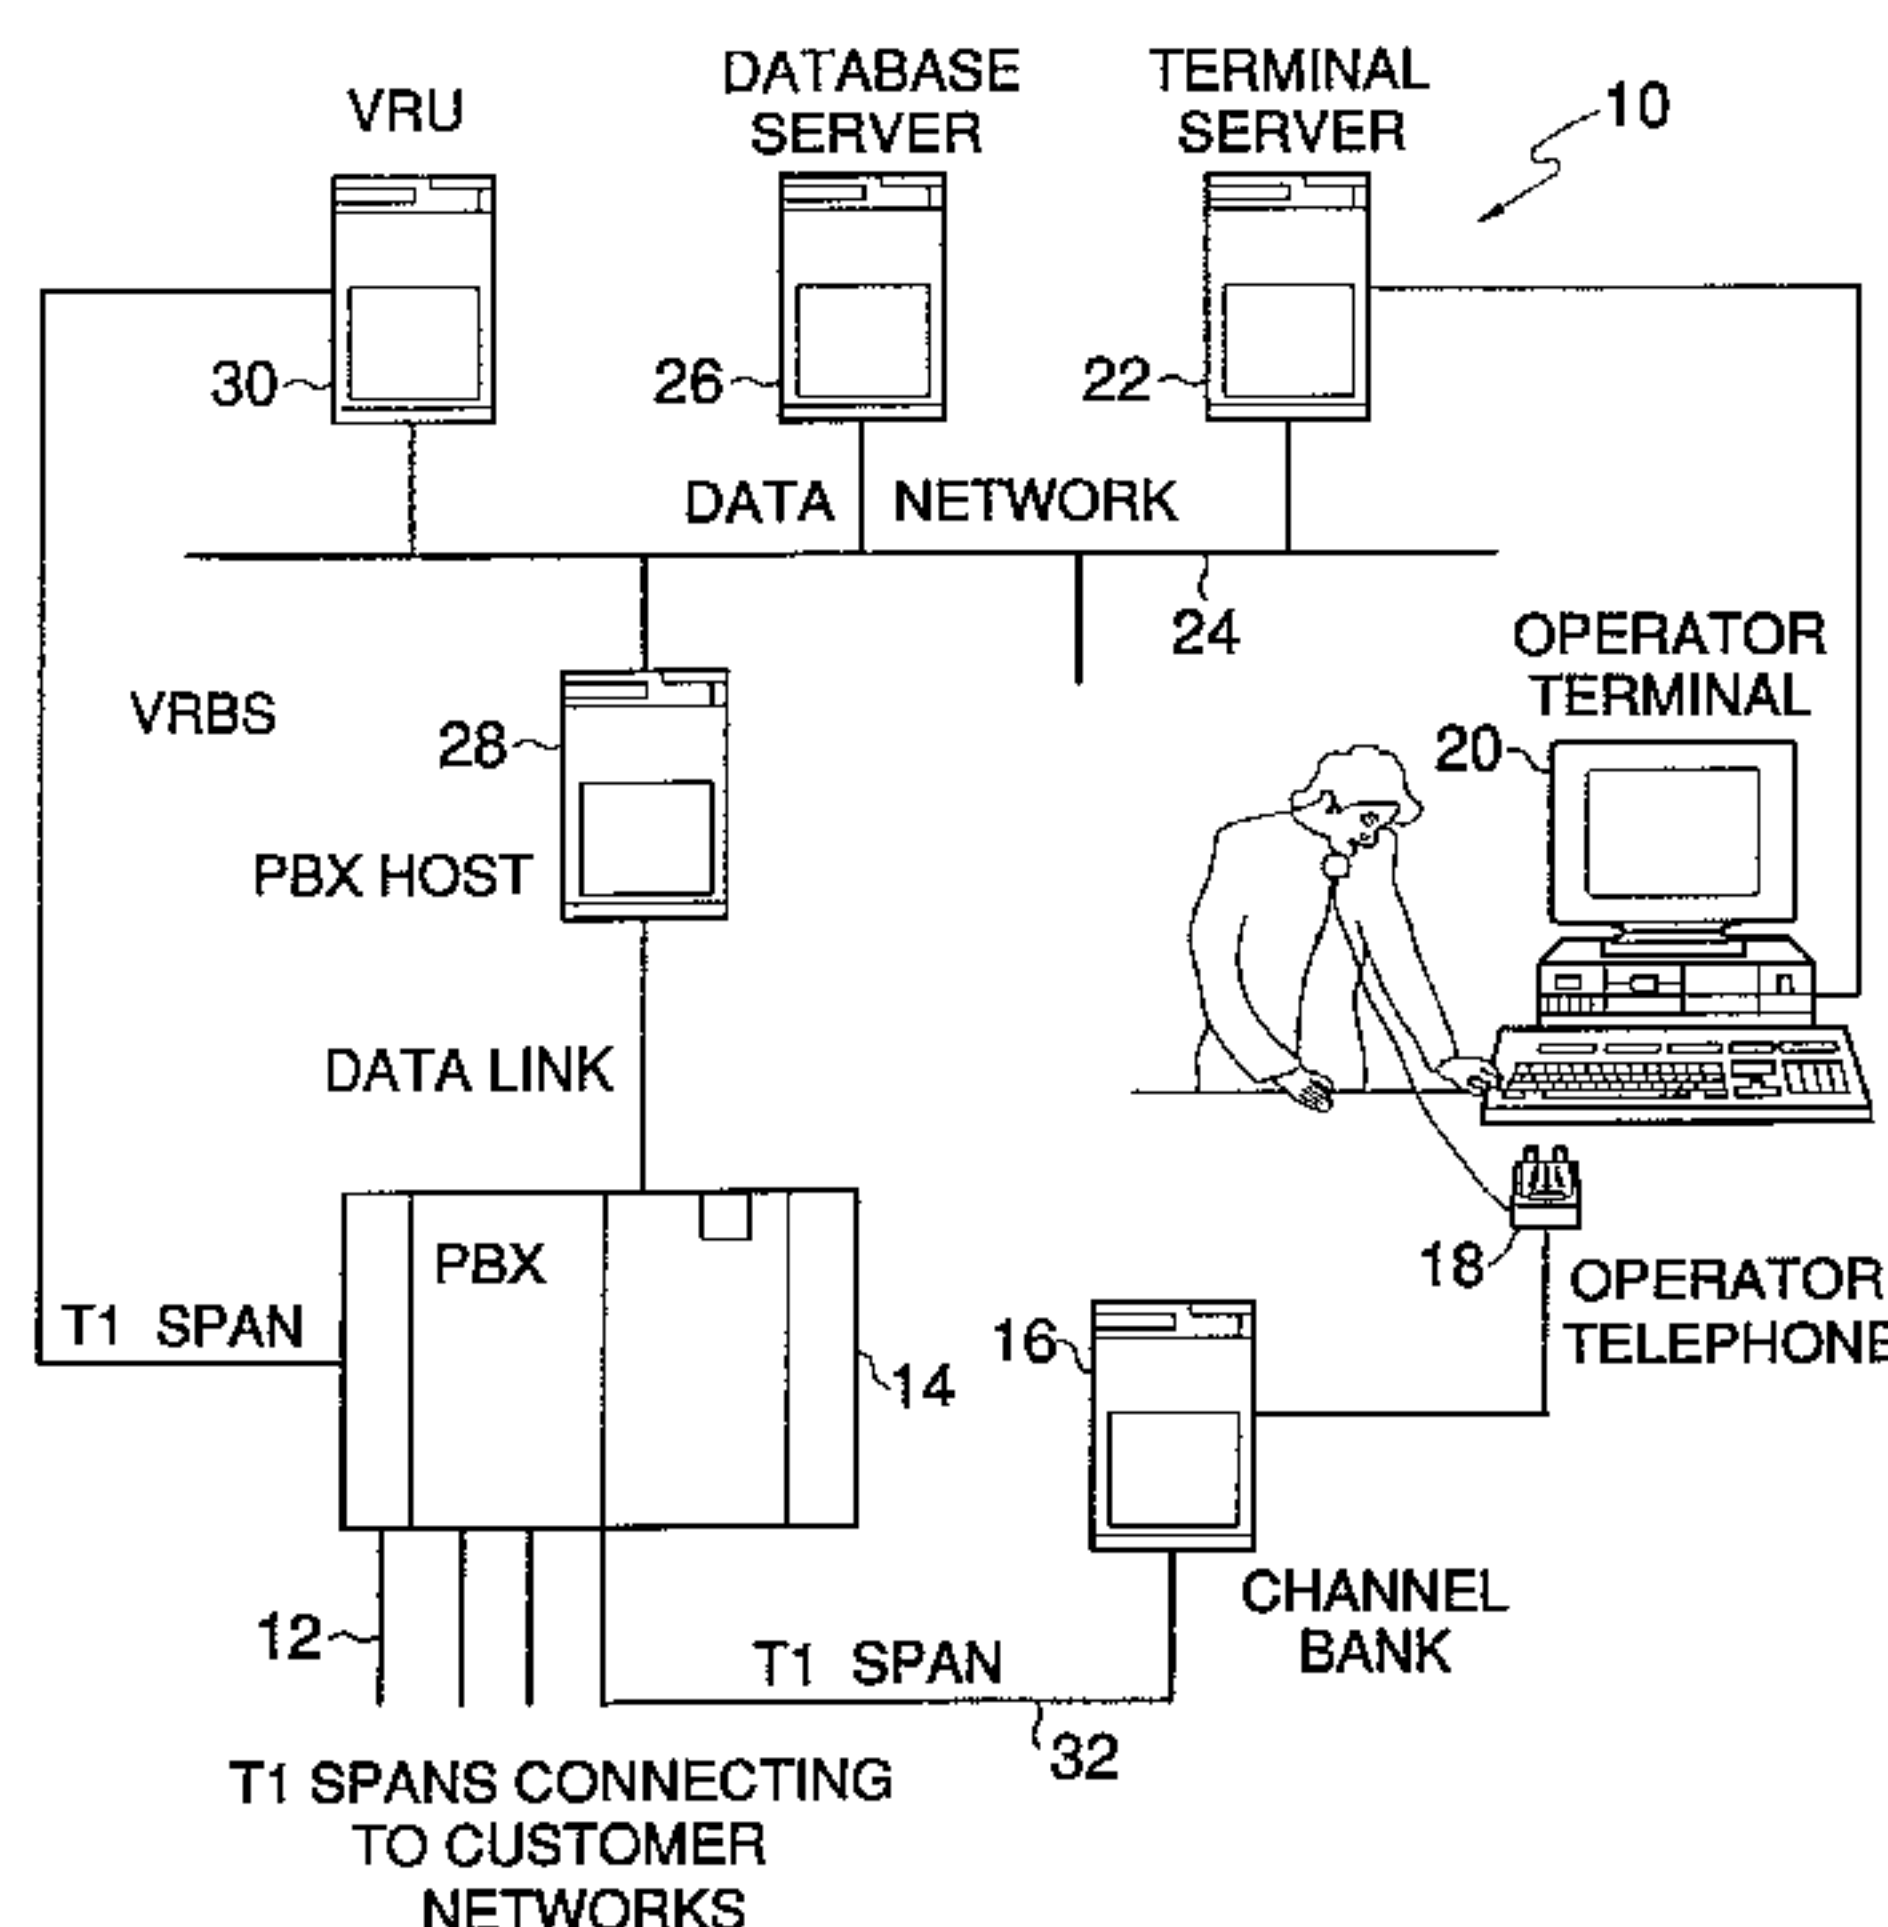 VRU
DATABASE
SERVER
TERMINAL
SERVER
10
30
26
22
DATA NETWORK
24
VRBS
28
PBX HOST
OPERATOR
TERMINAL
20
DATA LINK
PBX
T1 SPAN
14
16
18
OPERATOR
TELEPHONE
CHANNEL
BANK
12
T1 SPAN
32
T1 SPANS CONNECTING
TO CUSTOMER
NETWORKS